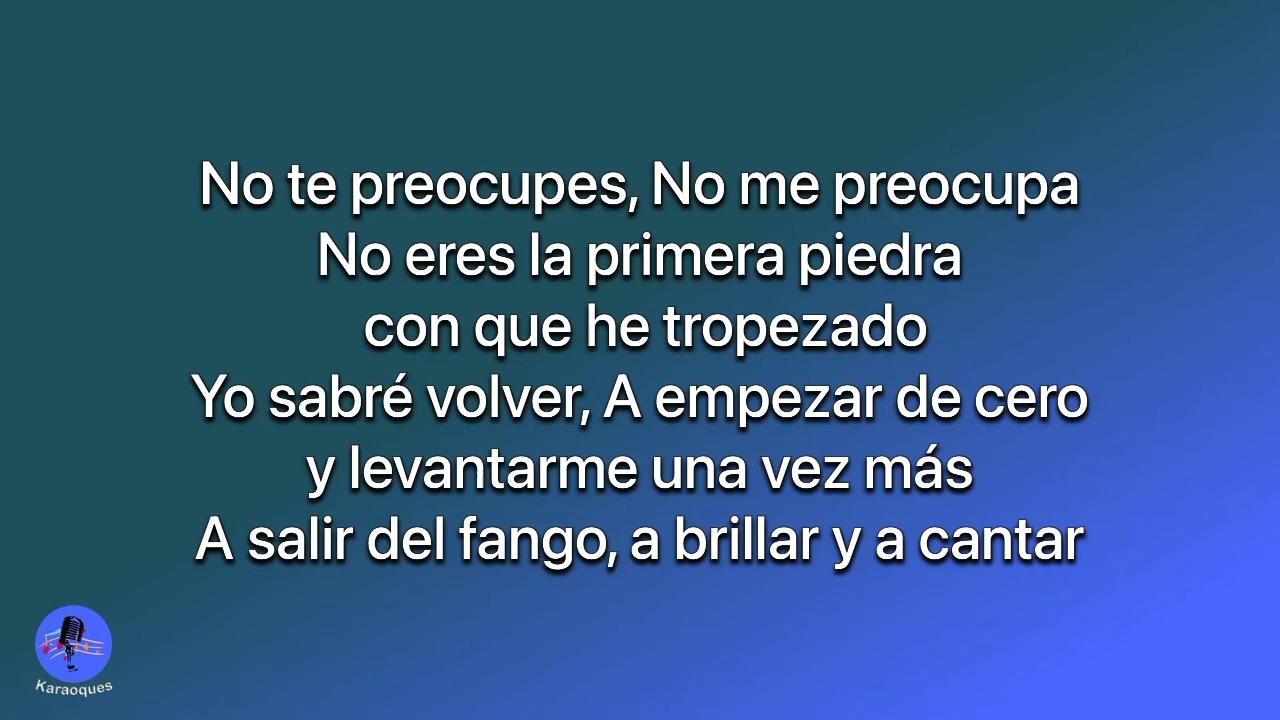 No te preocupes, No me preocupa
No eres la primera piedra
con que he tropezado
Yo sabré volver, A empezar de cero
y levantarme una vez más
A salir del fango, a brillar y a cantar
Karaoques